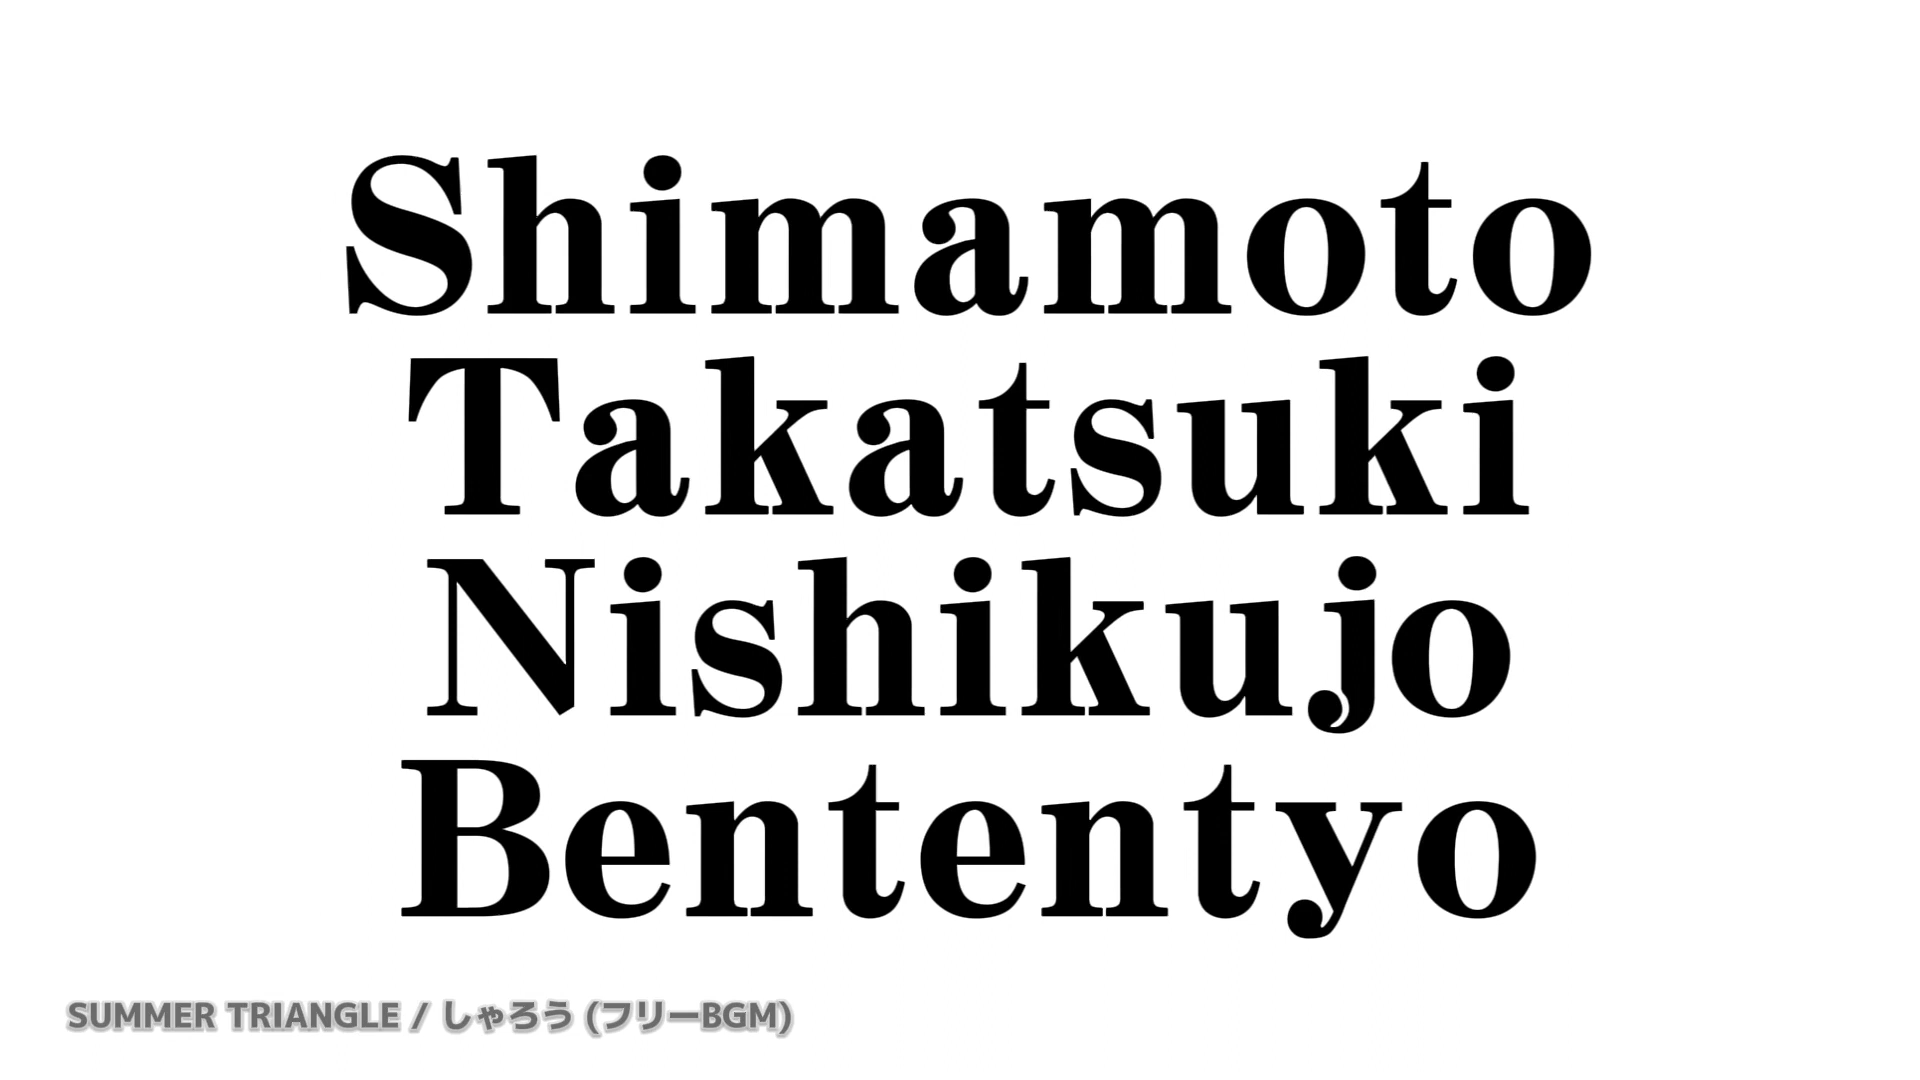 Shimamoto
Takatsuki
Nishikujo
Bententyo
SUMMER TRIANGLE / しゃろう (フリーBGM)